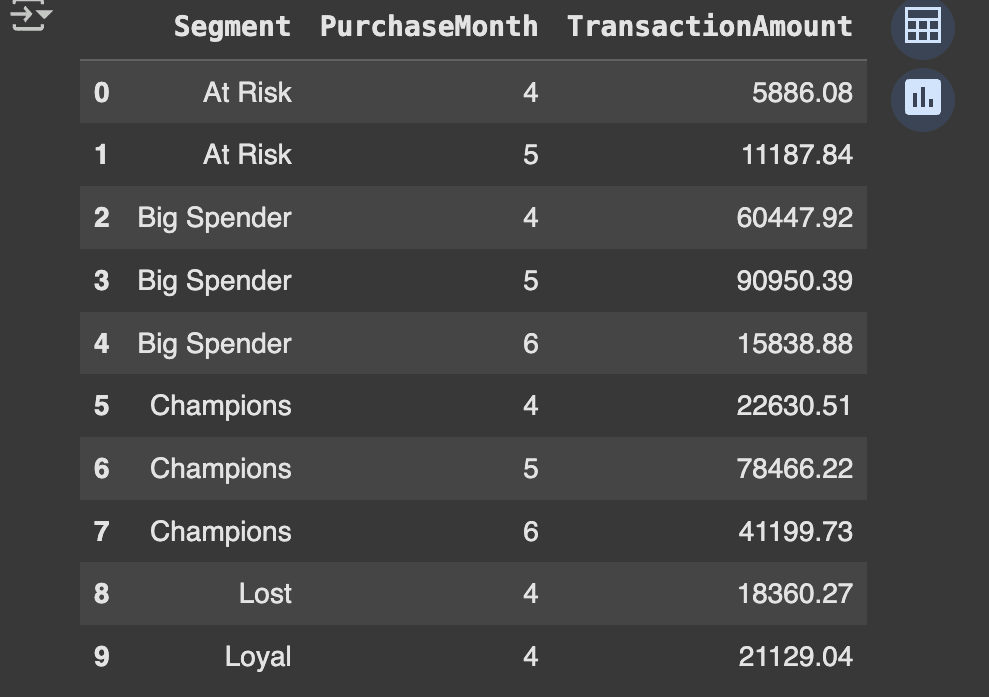 Segment PurchaseMonth TransactionAmount
0 At Risk 4 5886.08
1 At Risk 5 11187.84
2 Big Spender 4 60447.92
3 Big Spender 5 90950.39
4 Big Spender 6 15838.88
5 Champions 4 22630.51
6 Champions 5 78466.22
7 Champions 6 41199.73
8 Lost 4 18360.27
9 Loyal 4 21129.04